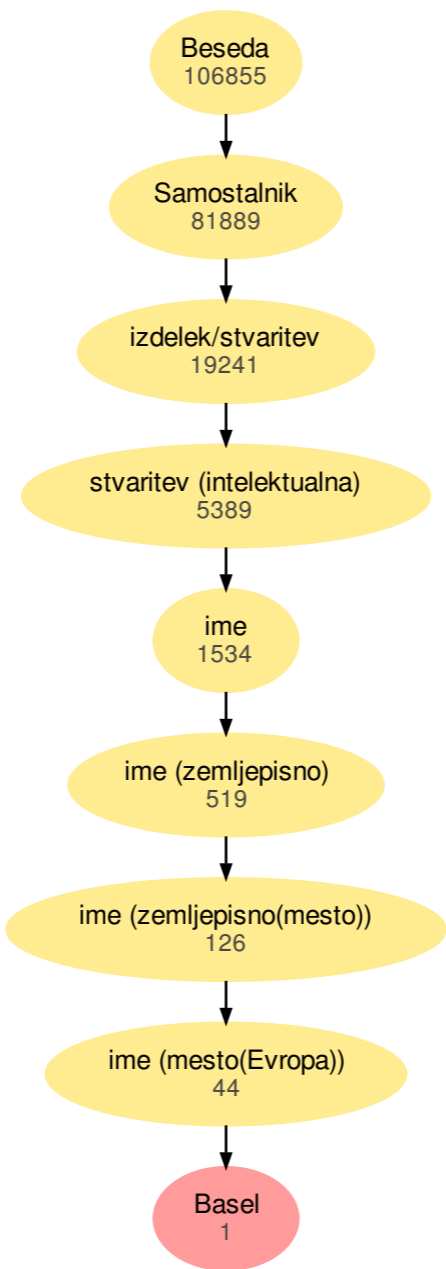 Beseda
106855
Samostalnik
81889
izdelek/stvaritev
19241
stvaritev (intelektualna)
5389
ime
1534
ime (zemljepisno)
519
ime (zemljepisno(mesto))
126
ime (mesto(Evropa))
44
Basel
1